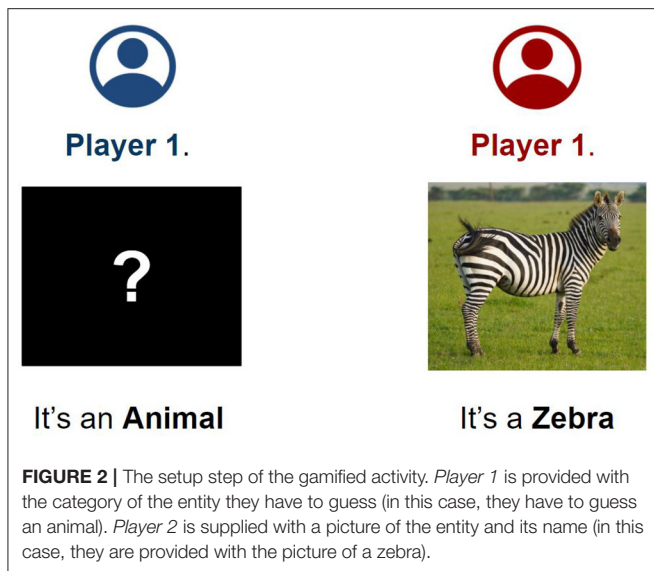 Player 1.
Player 1.
?
It's an Animal
It's a Zebra
FIGURE 2 | The setup step of the gamified activity. Player 1 is provided with
the category of the entity they have to guess (in this case, they have to guess
an animal). Player 2 is supplied with a picture of the entity and its name (in this
case, they are provided with the picture of a zebra).